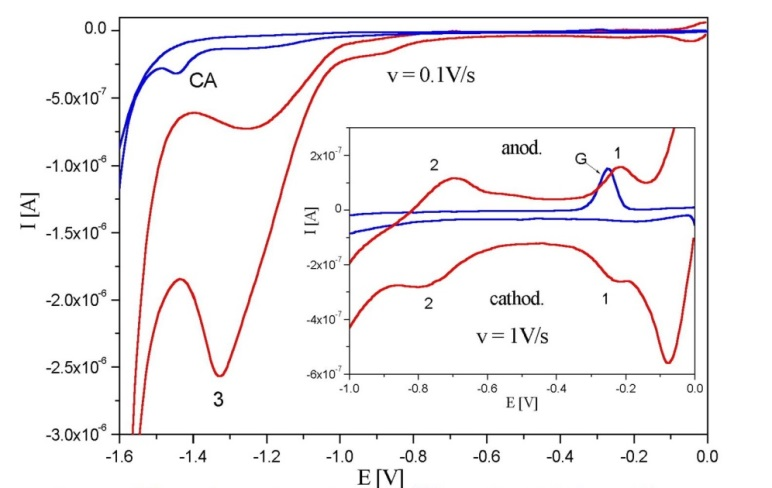 0.0
-5.0x10⁻⁷
-1.0x10⁻⁶
-1.5x10⁻⁶
-2.0x10⁻⁶
-2.5x10⁻⁶
-3.0x10⁻⁶
I [A]
CA
v = 0.1V/s
3
-1.6
-1.4
-1.2
-1.0
-0.8
-0.6
-0.4
-0.2
0.0
E [V]
2x10⁻⁷
0
-2x10⁻⁷
-4x10⁻⁷
-6x10⁻⁷
I [A]
anod.
2
G
1
2
cathod.
1
v = 1V/s
-1.0
-0.8
-0.6
-0.4
-0.2
0.0
E [V]